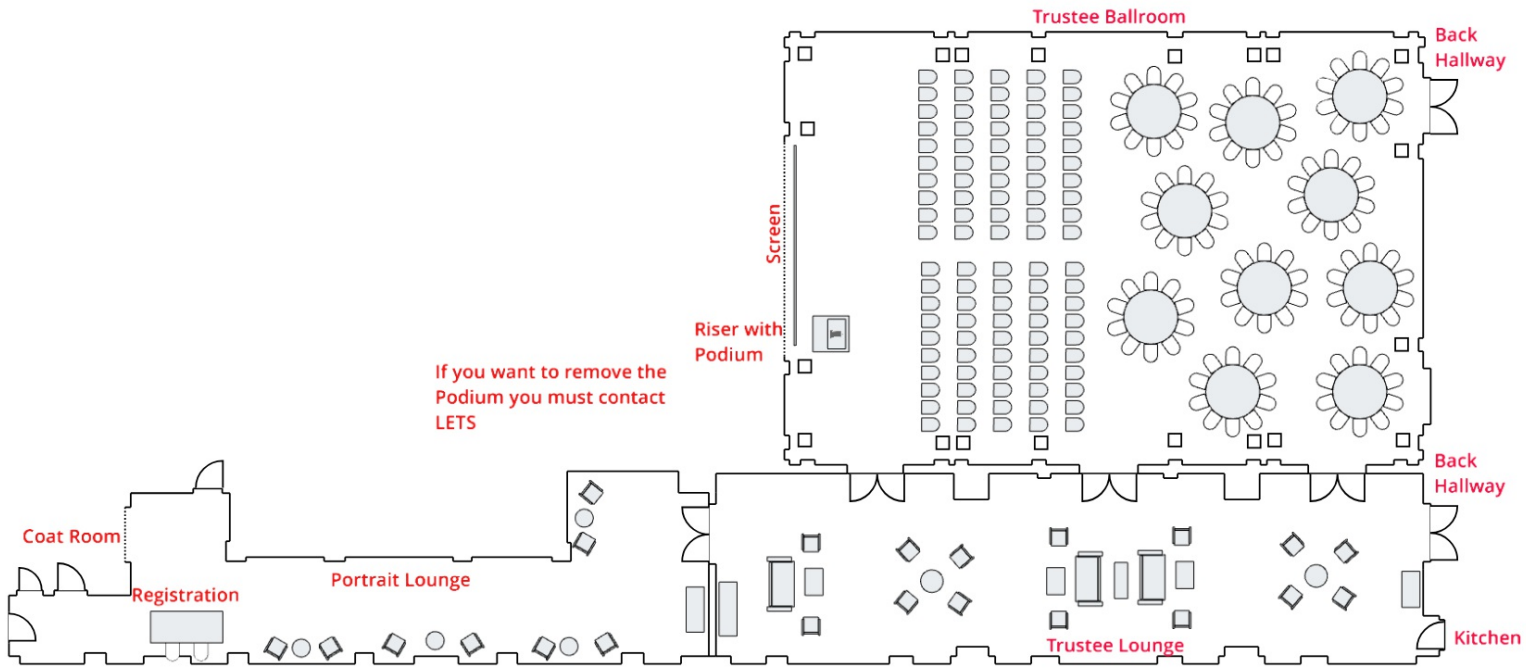 Trustee Ballroom
Back
Hallway
Screen
Riser with
Podium
If you want to remove the
Podium you must contact
LETS
Back
Hallway
Coat Room
Portrait Lounge
Registration
Trustee Lounge
Kitchen